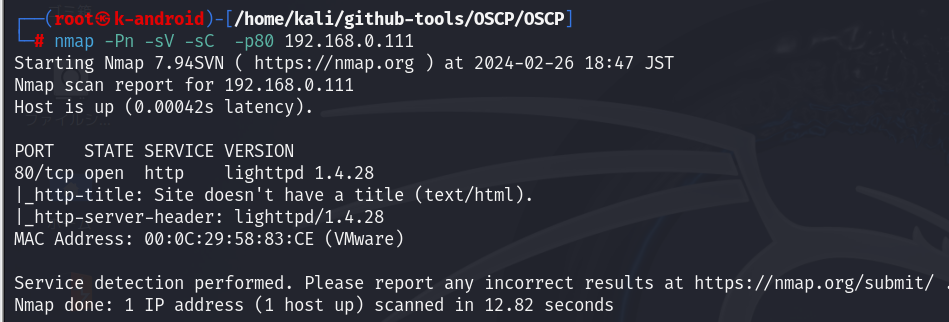 ┌──(root㉿k-android)-[/home/kali/github-tools/OSCP/OSCP]
└─# nmap -Pn -sV -sC  -p80 192.168.0.111
Starting Nmap 7.94SVN ( https://nmap.org ) at 2024-02-26 18:47 JST
Nmap scan report for 192.168.0.111
Host is up (0.00042s latency).
PORT   STATE SERVICE VERSION
80/tcp open  http    lighttpd 1.4.28
|_http-title: Site doesn't have a title (text/html).
|_http-server-header: lighttpd/1.4.28
MAC Address: 00:0C:29:58:83:CE (VMware)
Service detection performed. Please report any incorrect results at https://nmap.org/submit/ .
Nmap done: 1 IP address (1 host up) scanned in 12.82 seconds